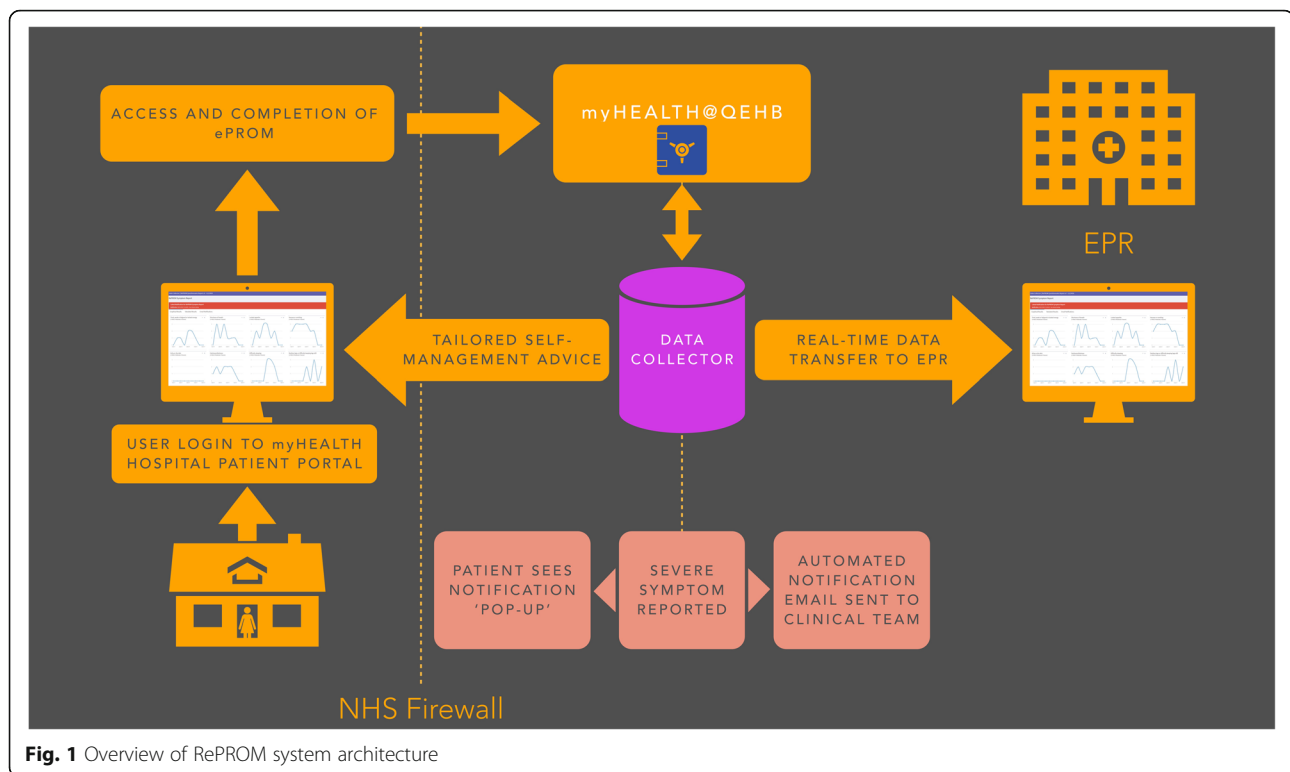 ACCESS AND COMPLETION OF
ePROM
myHEALTH@QEHB
EPR
TAILORED SELF-
MANAGEMENT ADVICE
DATA
COLLECTOR
REAL-TIME DATA
TRANSFER TO EPR
USER LOGIN TO myHEALTH
HOSPITAL PATIENT PORTAL
PATIENT SEES
NOTIFICATION
'POP-UP'
SEVERE
SYMPTOM
REPORTED
AUTOMATED
NOTIFICATION
EMAIL SENT TO
CLINICAL TEAM
NHS Firewall
Fig. 1 Overview of RePROM system architecture